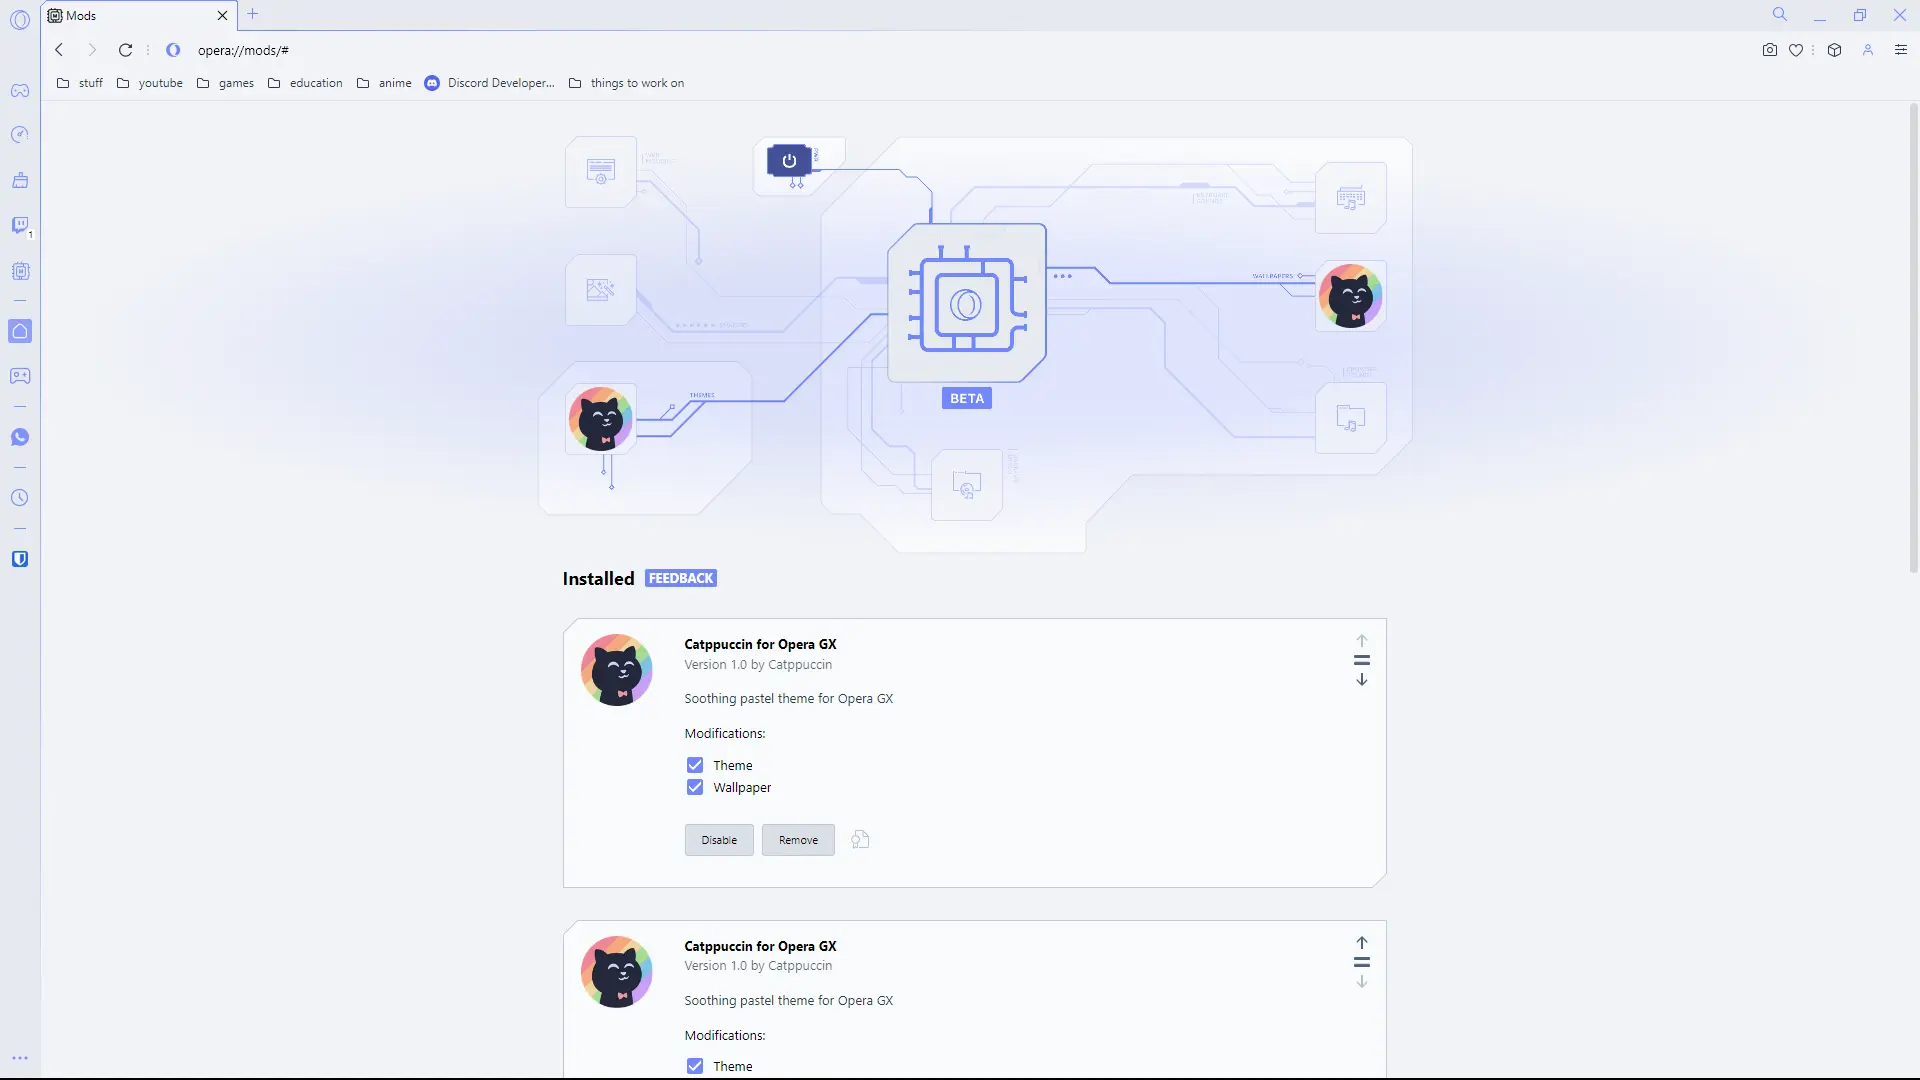 Mods
opera://mods/#
stuff
youtube
games
education
anime
Discord Developer...
things to work on
1
WALLPAPERS
THEMES
BETA
Installed FEEDBACK
Catppuccin for Opera GX
Version 1.0 by Catppuccin
Soothing pastel theme for Opera GX
Modifications:
Theme
Wallpaper
Disable
Remove
Catppuccin for Opera GX
Version 1.0 by Catppuccin
Soothing pastel theme for Opera GX
Modifications:
Theme